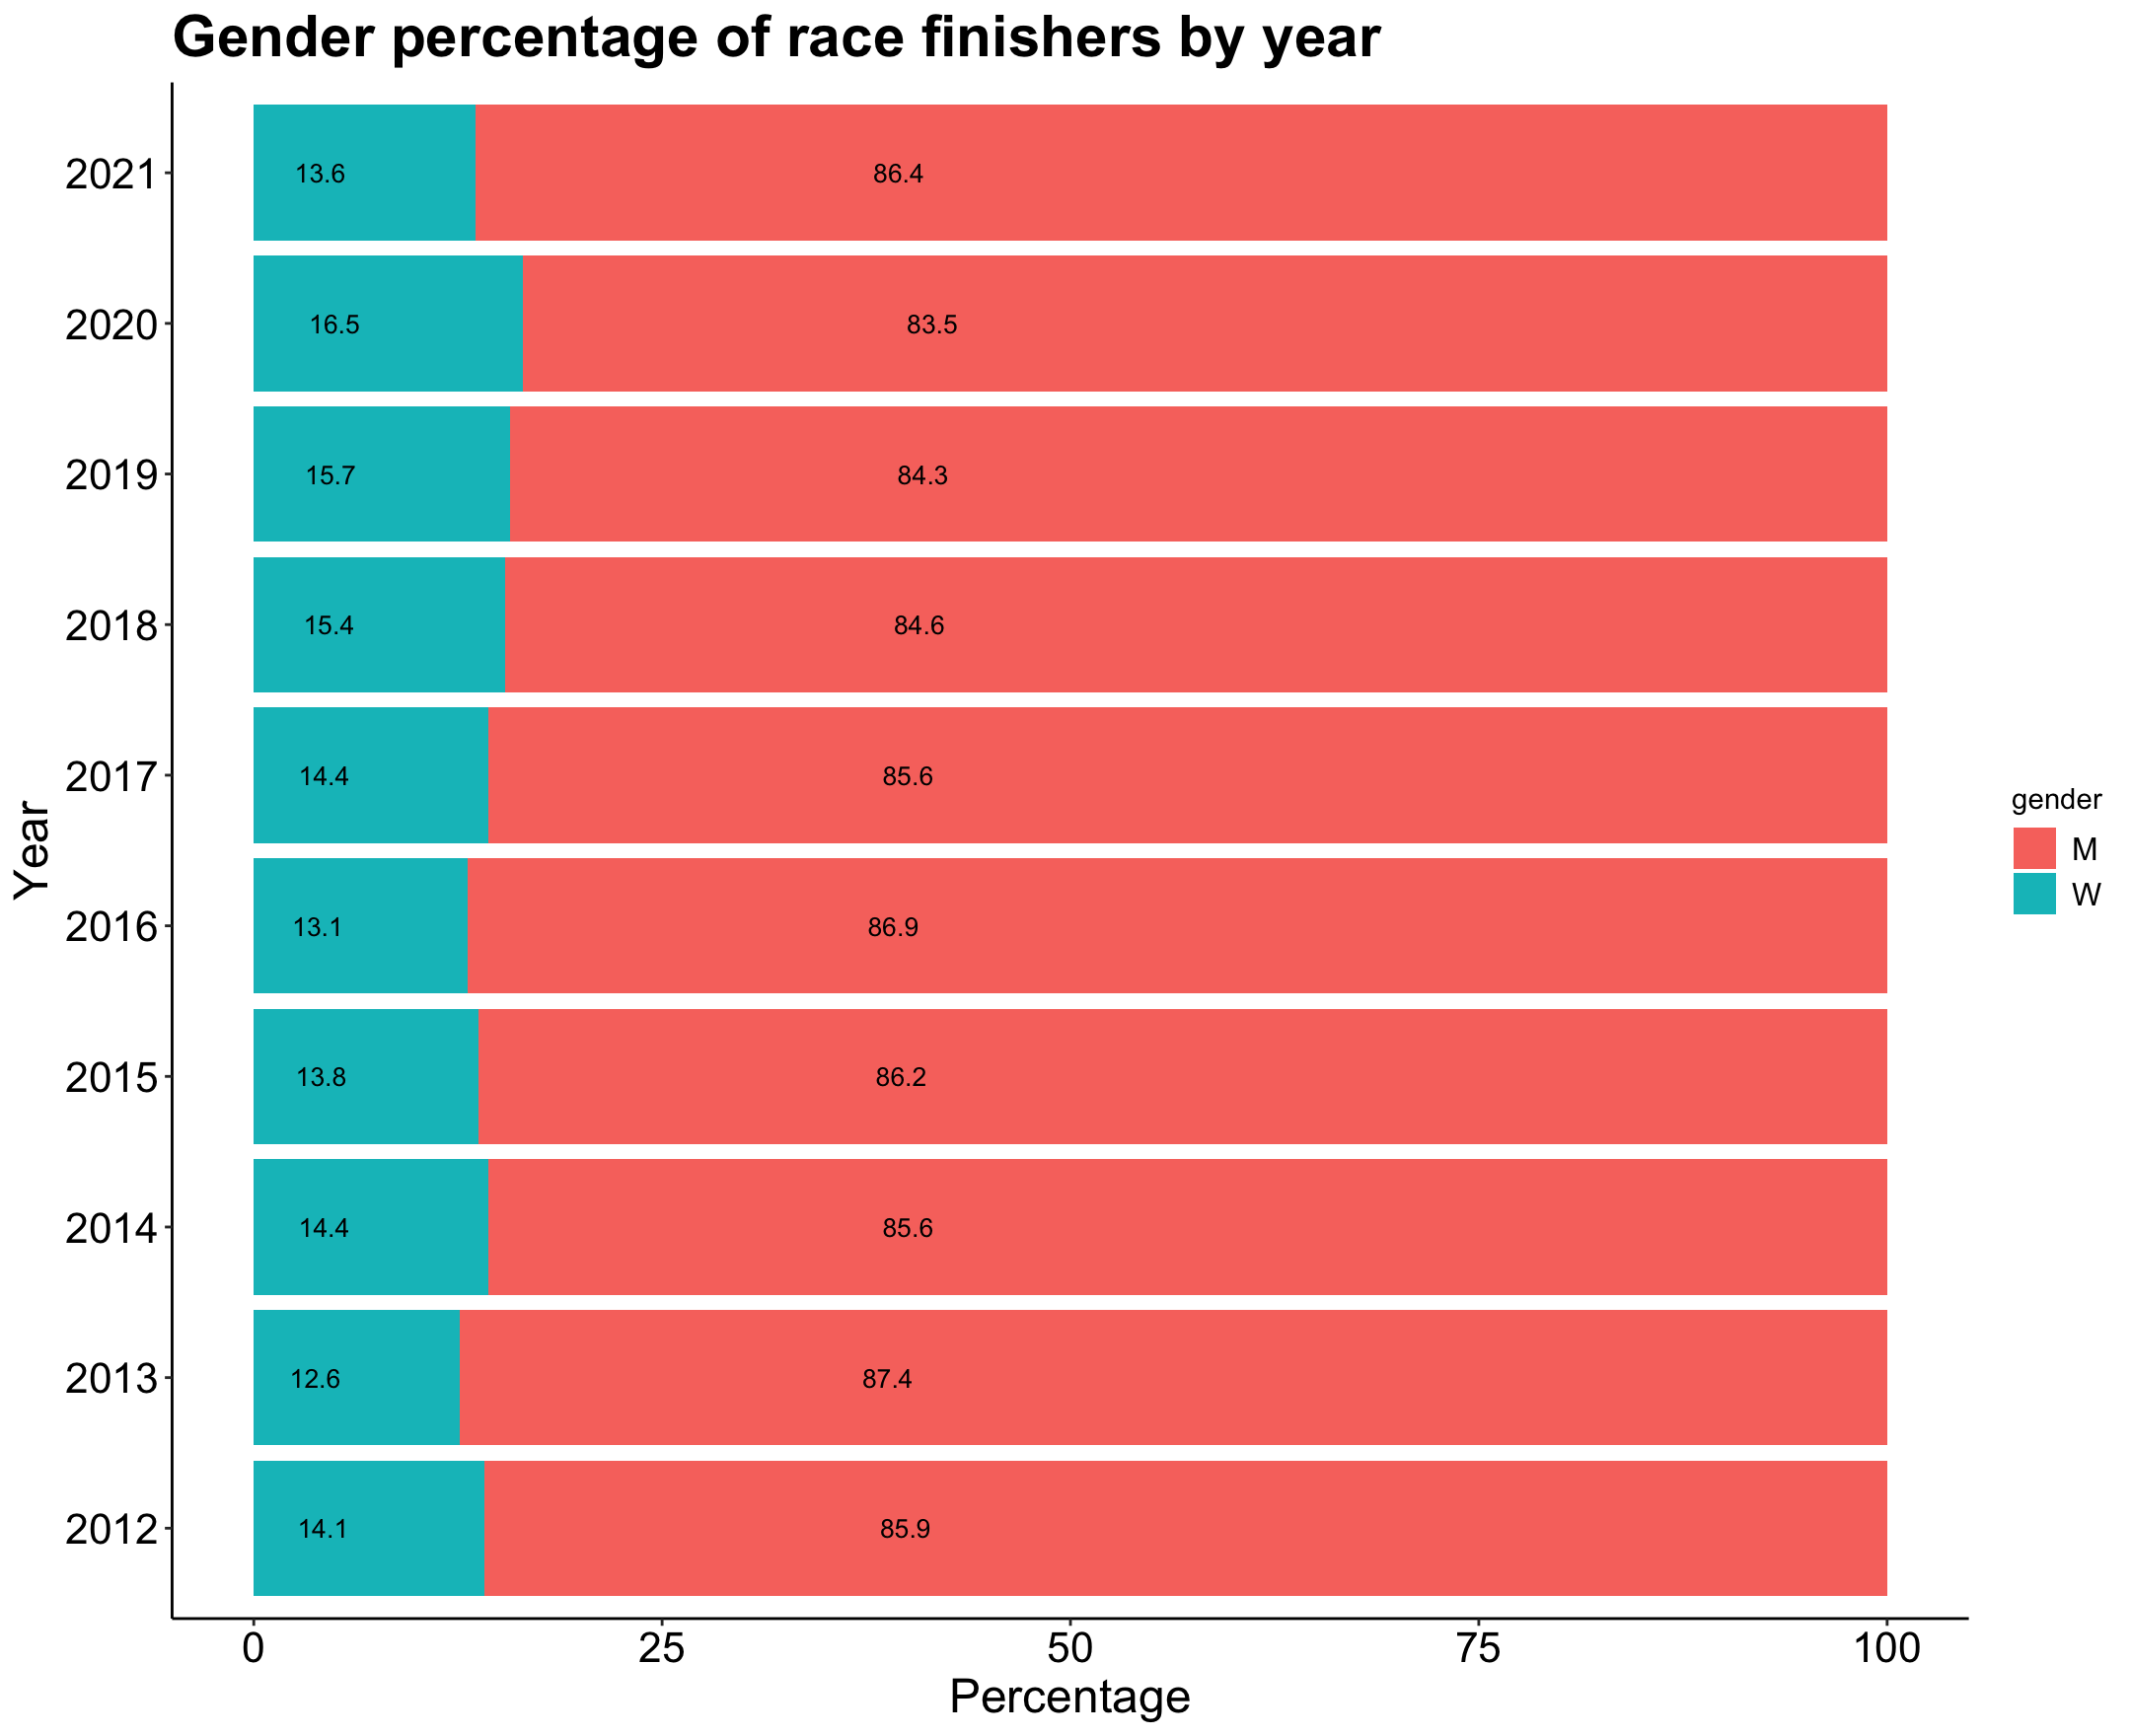 Gender percentage of race finishers by year
2021
13.6 86.4
2020
16.5 83.5
2019
15.7 84.3
2018
15.4 84.6
2017
14.4 85.6
2016
13.1 86.9
2015
13.8 86.2
2014
14.4 85.6
2013
12.6 87.4
2012
14.1 85.9
0 25 50 75 100
Percentage
Year
gender
M
W